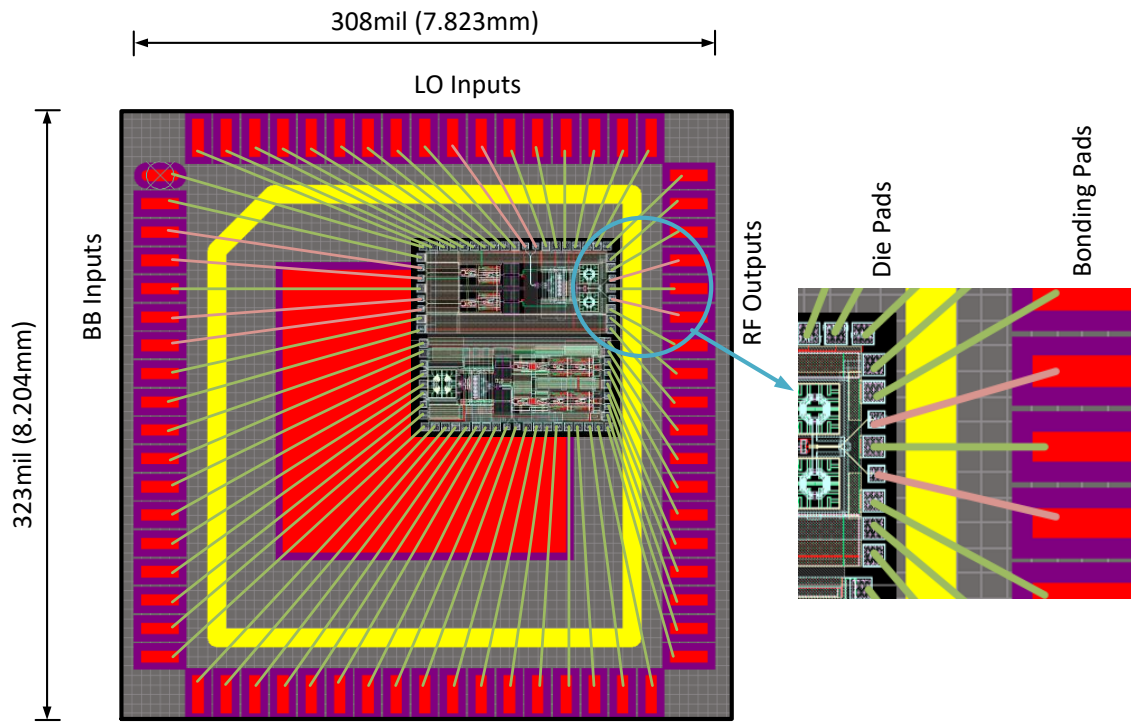 308mil (7.823mm)
LO Inputs
323mil (8.204mm)
BB Inputs
RF Outputs
Die Pads
Bonding Pads